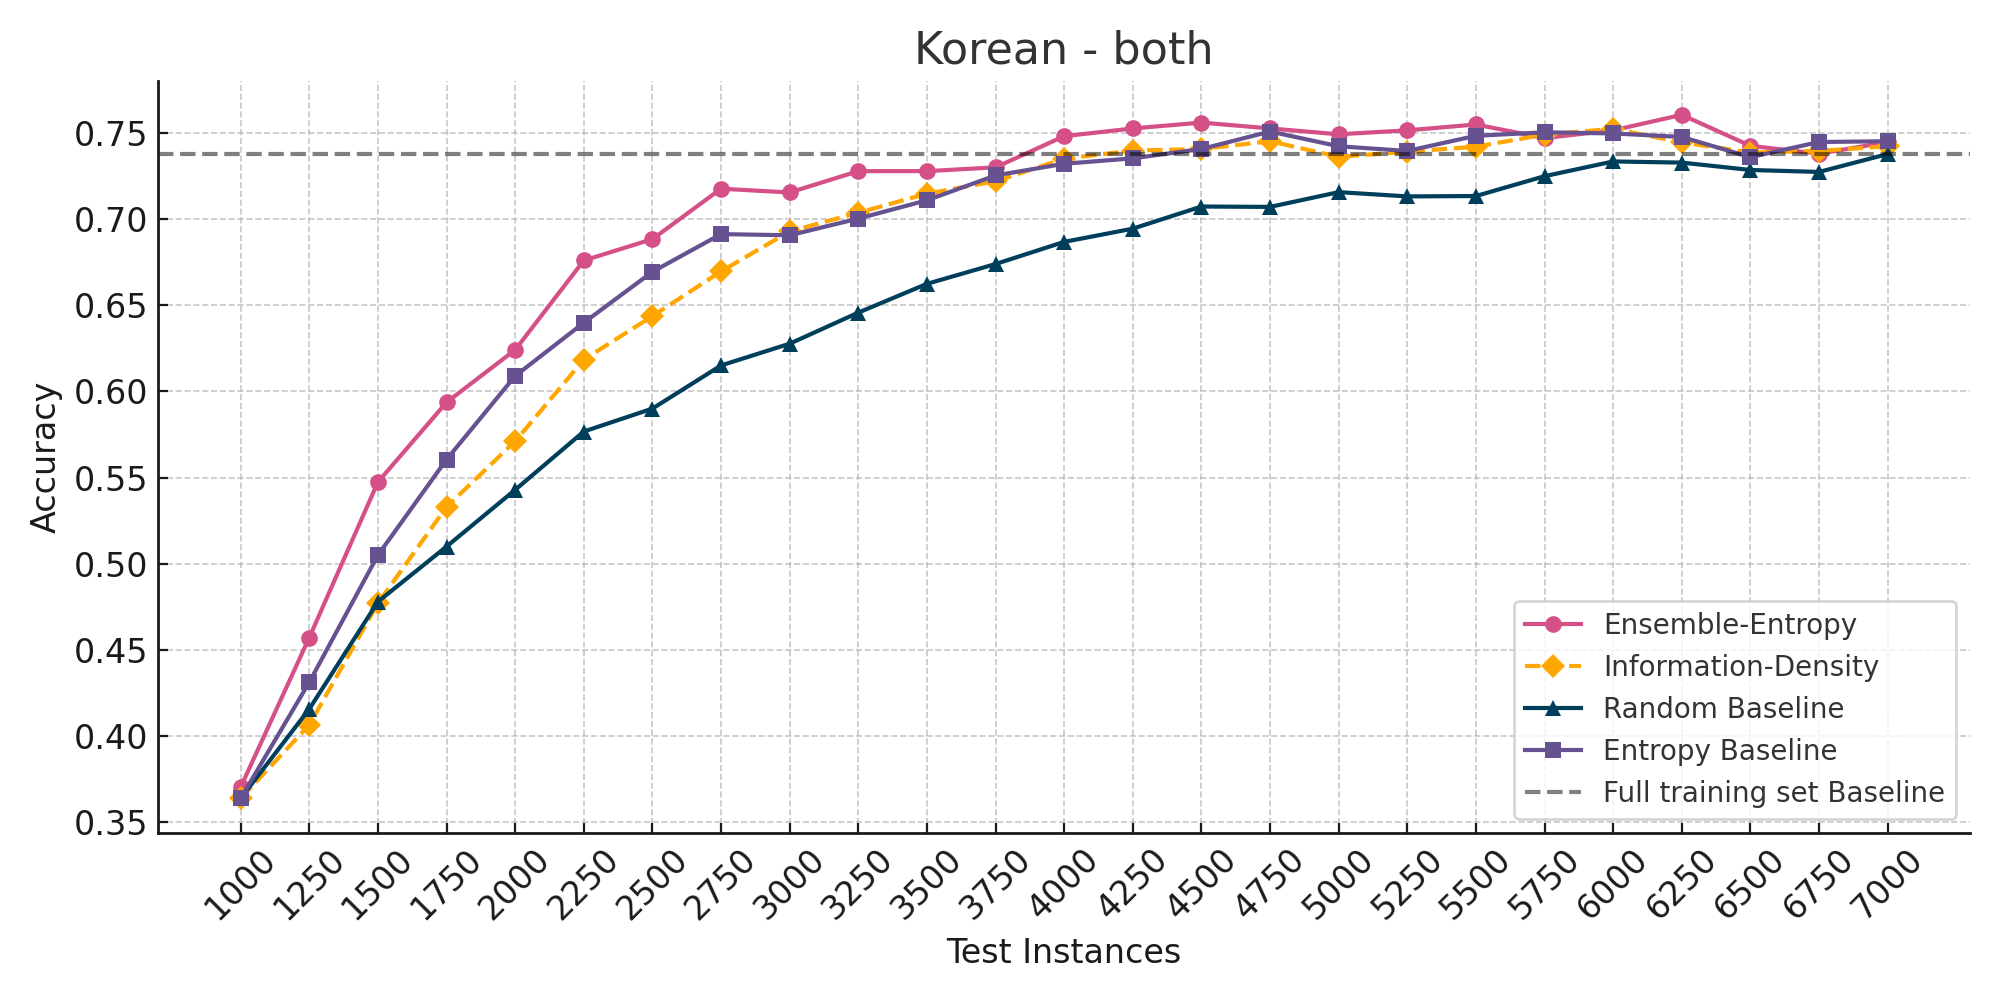 Korean - both
Accuracy
0.75
0.70
0.65
0.60
0.55
0.50
0.45
0.40
0.35
Ensemble-Entropy
Information-Density
Random Baseline
Entropy Baseline
Full training set Baseline
1000 1250 1500 1750 2000 2250 2500 2750 3000 3250 3500 3750 4000 4250 4500 4750 5000 5250 5500 5750 6000 6250 6500 6750 7000
Test Instances